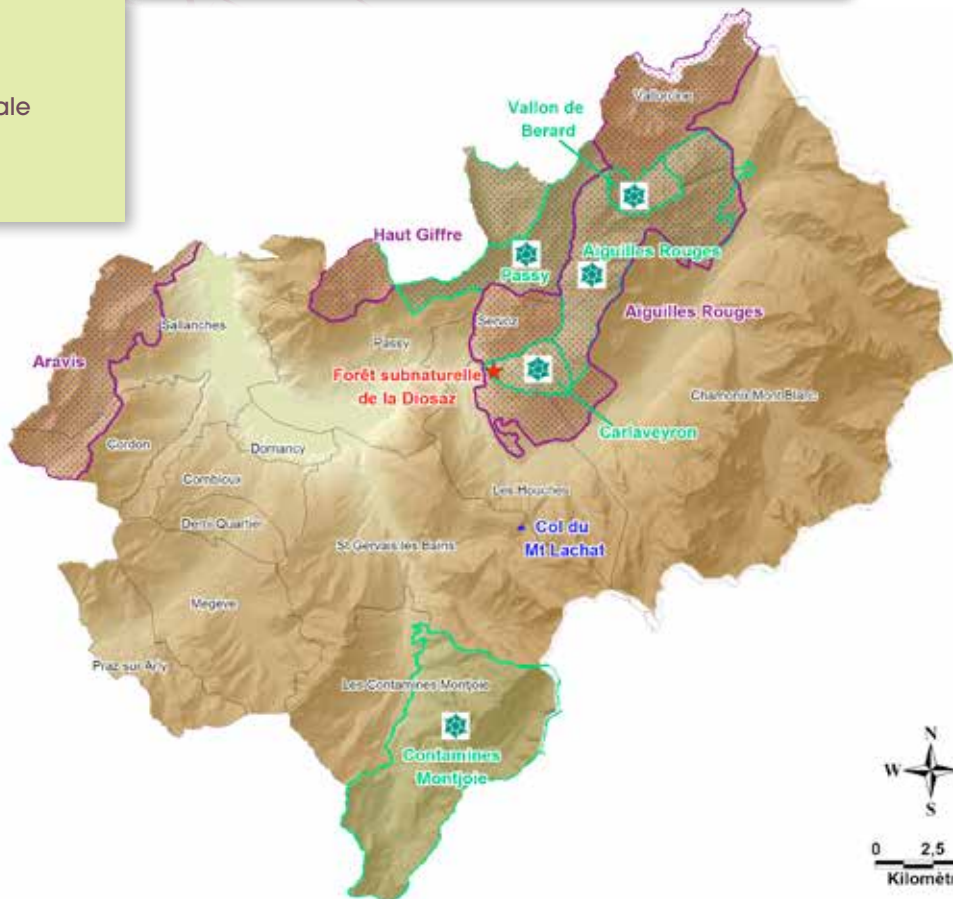 ale
Vallorcine
Vallon de
Berard
Haut Giffre
Passy
Aiguilles Rouges
Sallanches
Servoz
Aiguilles Rouges
Passy
Aravis
Forêt subnaturelle
de la Diosaz
Chamonix Mont Blanc
Carlaveyron
Cordon
Domancy
Combloux
Les Houches
Demi Quartier
Col du
Mt Lachat
St Gervais les Bains
Megève
Praz sur Arly
Les Contamines Montjoie
Contamines
Montjoie
N
W
S
0 2,5
Kilomèt